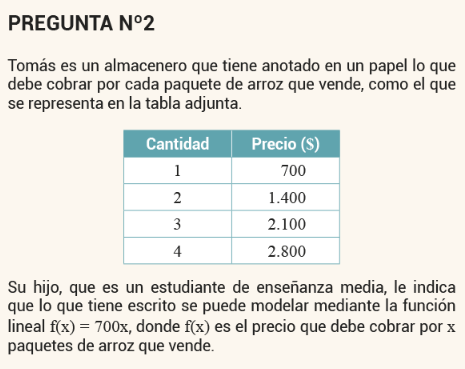 PREGUNTA Nº2
Tomás es un almacenero que tiene anotado en un papel lo que
debe cobrar por cada paquete de arroz que vende, como el que
se representa en la tabla adjunta.
Cantidad Precio ($)
1 700
2 1.400
3 2.100
4 2.800
Su hijo, que es un estudiante de enseñanza media, le indica
que lo que tiene escrito se puede modelar mediante la función
lineal f(x) = 700x, donde f(x) es el precio que debe cobrar por x
paquetes de arroz que vende.